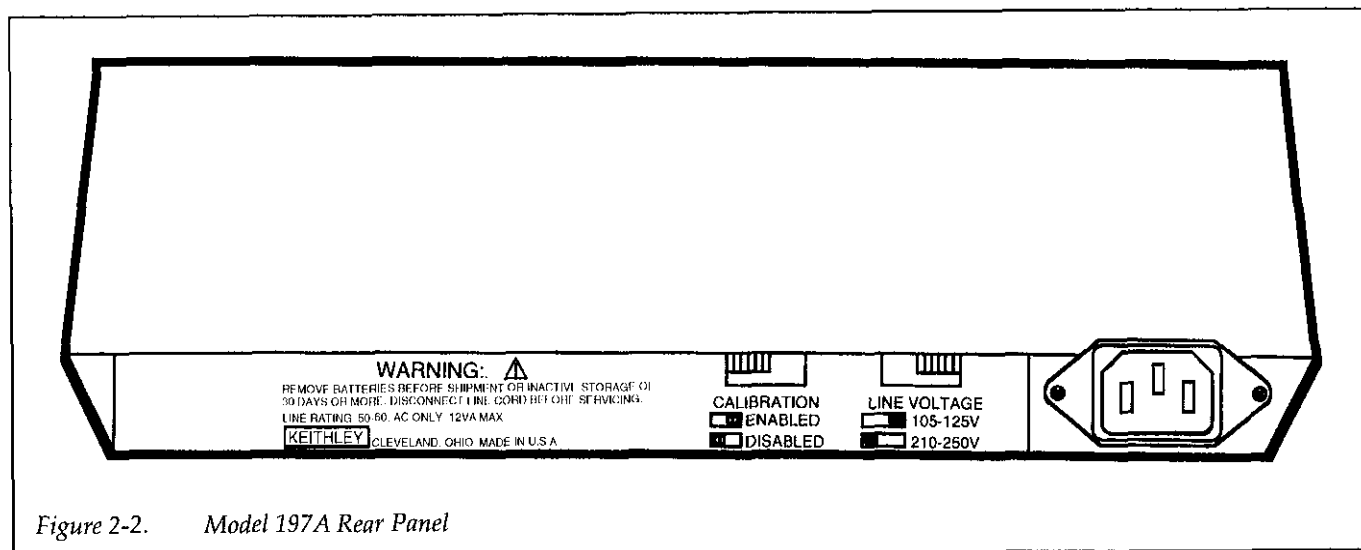 WARNING:
REMOVE BATTERIES BEFORE SHIPMENT OR INACTIVE STORAGE OF
30 DAYS OR MORE. DISCONNECT LINE CORD BEFORE SERVICING.
LINE RATING 50-60, AC ONLY 12VA MAX
KEITHLEY CLEVELAND, OHIO MADE IN U.S.A
CALIBRATION
ENABLED
DISABLED
LINE VOLTAGE
105-125V
210-250V
Figure 2-2. Model 197A Rear Panel